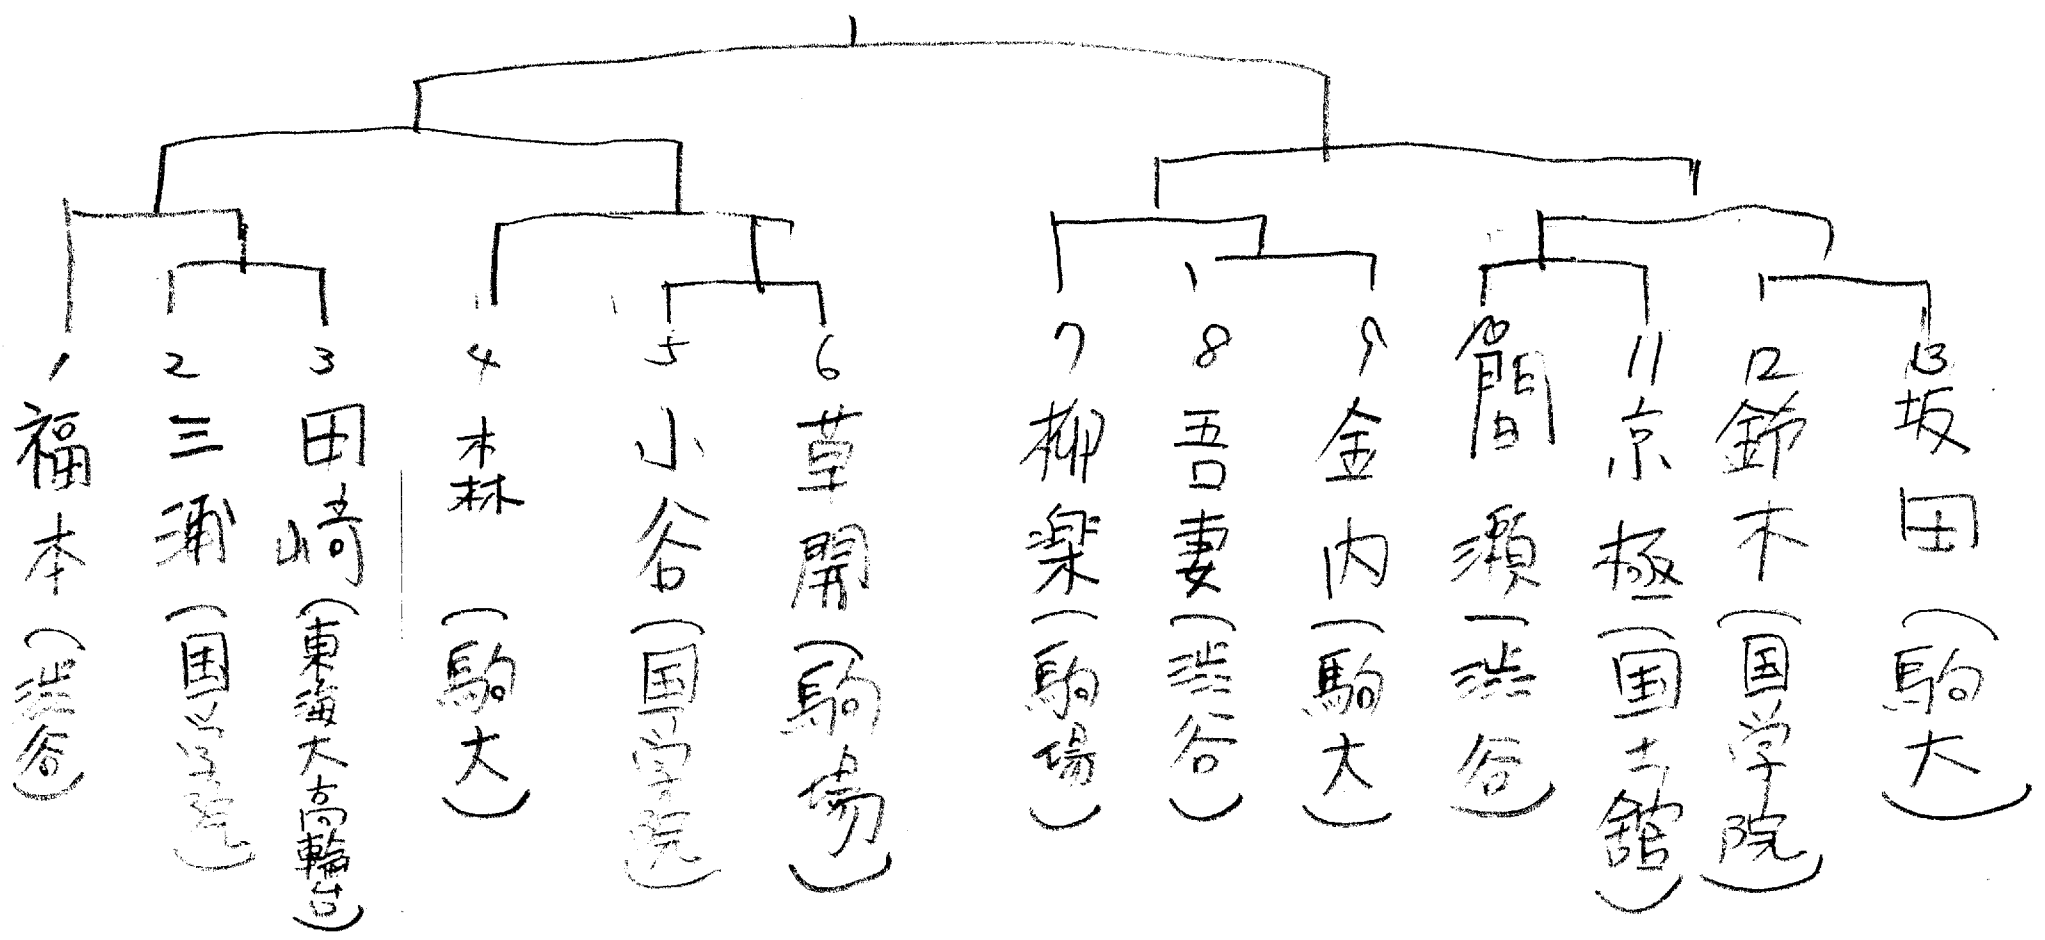 1 福本(渋谷)
2 三浦(国学院)
3 田崎(東海大高輪台)
4 森(駒大)
5 小谷(国学院)
6 草開(駒場)
7 柳楽(駒場)
8 吾妻(渋谷)
9 金内(駒大)
10 簡瀬(渋谷)
11 京極(国士舘)
12 鈴木(国学院)
13 坂田(駒大)